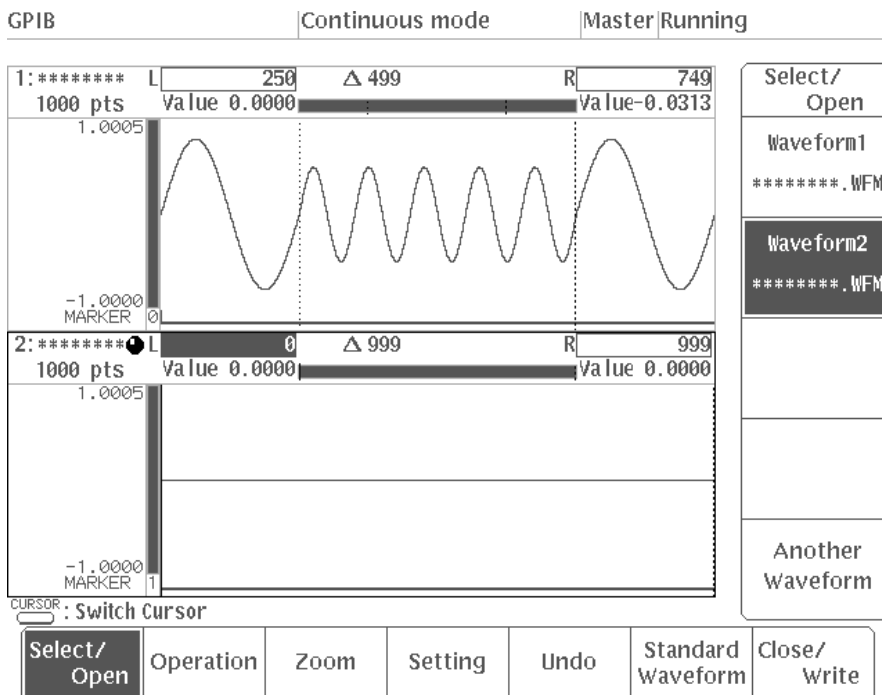 GPIB Continuous mode Master Running
1:******** L 250 Δ 499 R 749
1000 pts Value 0.0000 Value-0.0313
1.0005
-1.0000
MARKER 0
2:******** L 0 Δ 999 R 999
1000 pts Value 0.0000 Value 0.0000
1.0005
-1.0000
MARKER 1
CURSOR : Switch Cursor
Select/
Open
Waveform1
********.WFM
Waveform2
********.WFM
Another
Waveform
Select/
Open
Operation
Zoom
Setting
Undo
Standard
Waveform
Close/
Write